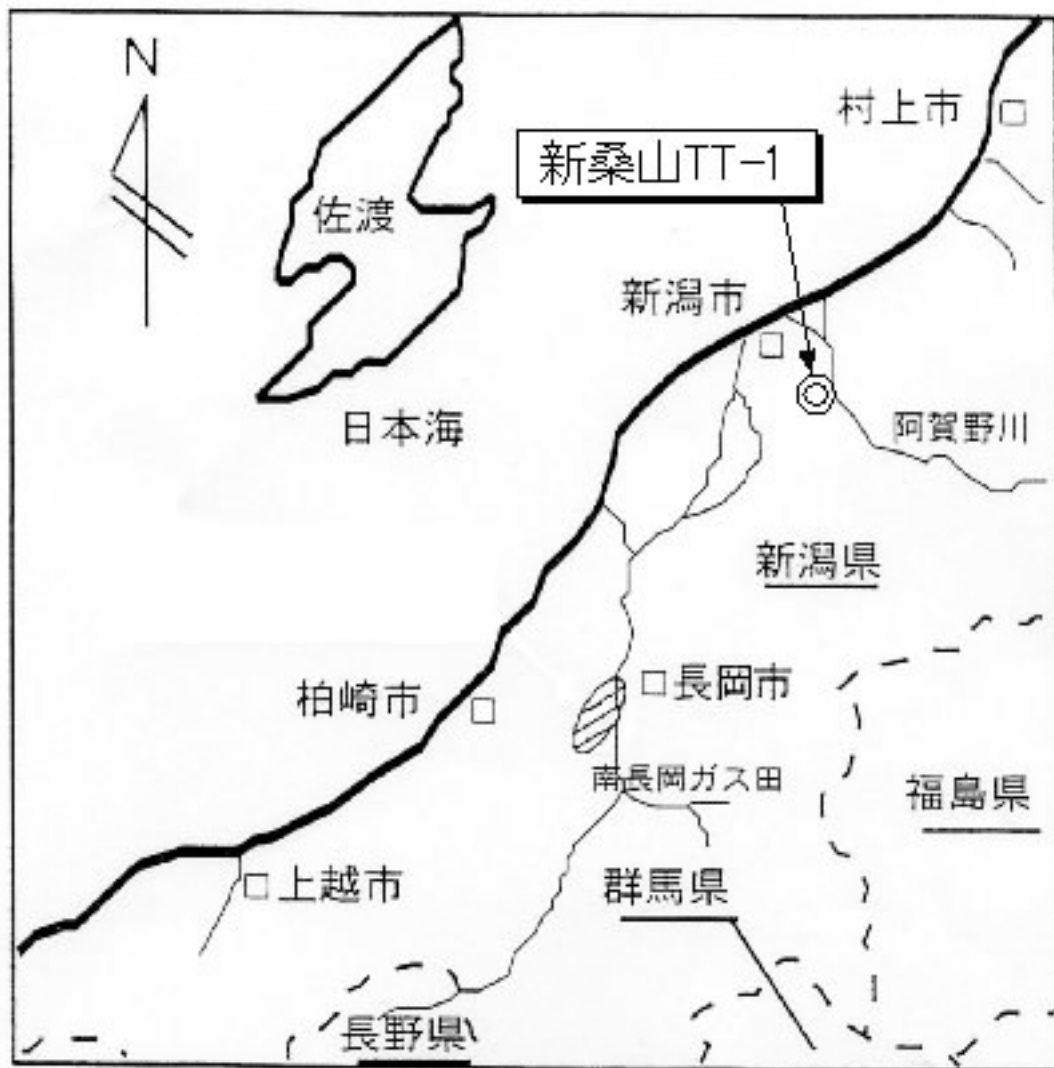 N
村上市
新桑山TT-1
佐渡
新潟市
日本海
阿賀野川
新潟県
長岡市
柏崎市
南長岡ガス田
福島県
群馬県
上越市
長野県